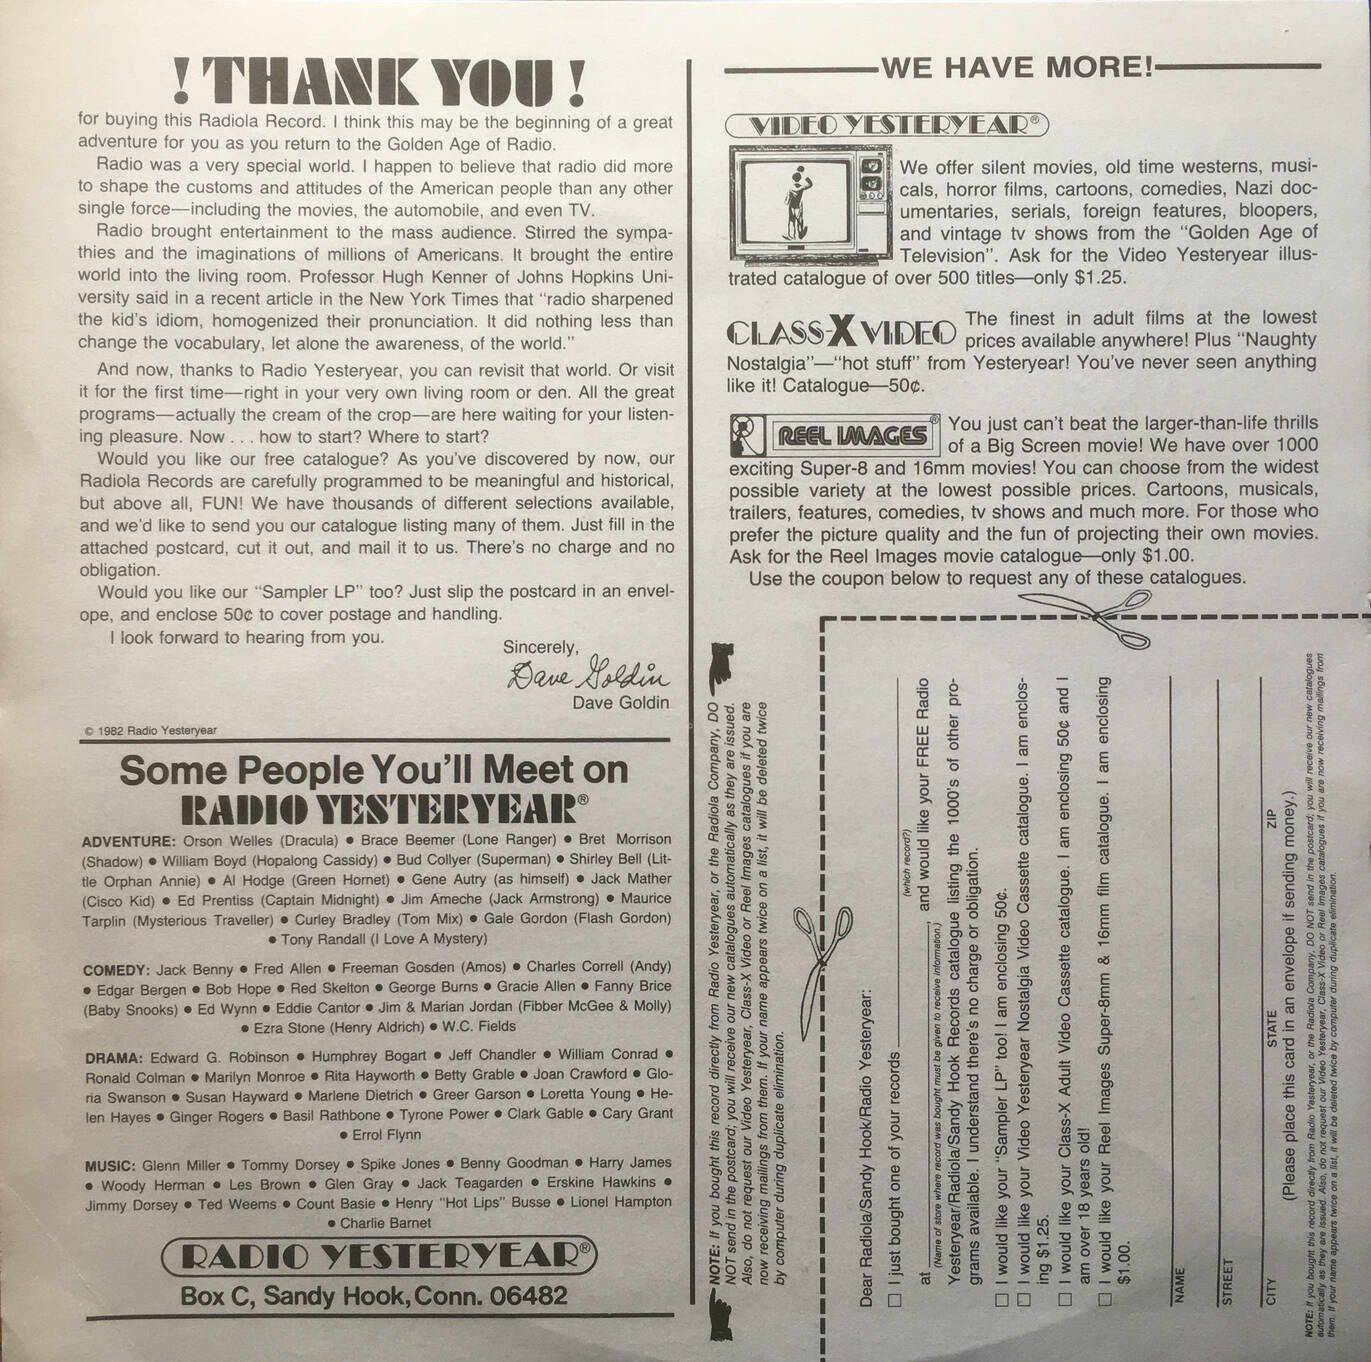 ! THANK YOU !
for buying this Radiola Record. I think this may be the beginning of a great
adventure for you as you return to the Golden Age of Radio.
Radio was a very special world. I happen to believe that radio did more
to shape the customs and attitudes of the American people than any other
single force—including the movies, the automobile, and even TV.
Radio brought entertainment to the mass audience. Stirred the sympa-
thies and the imaginations of millions of Americans. It brought the entire
world into the living room. Professor Hugh Kenner of Johns Hopkins Uni-
versity said in a recent article in the New York Times that "radio sharpened
the kid's idiom, homogenized their pronunciation. It did nothing less than
change the vocabulary, let alone the awareness, of the world."
And now, thanks to Radio Yesteryear, you can revisit that world. Or visit
it for the first time—right in your very own living room or den. All the great
programs—actually the cream of the crop—are here waiting for your listen-
ing pleasure. Now . . . how to start? Where to start?
Would you like our free catalogue? As you've discovered by now, our
Radiola Records are carefully programmed to be meaningful and historical,
but above all, FUN! We have thousands of different selections available,
and we'd like to send you our catalogue listing many of them. Just fill in the
attached postcard, cut it out, and mail it to us. There's no charge and no
obligation.
Would you like our "Sampler LP" too? Just slip the postcard in an envel-
ope, and enclose 50¢ to cover postage and handling.
I look forward to hearing from you.
Sincerely,
Dave Goldin
Dave Goldin
© 1982 Radio Yesteryear
Some People You'll Meet on
RADIO YESTERYEAR®
ADVENTURE: Orson Welles (Dracula) ● Brace Beemer (Lone Ranger) ● Bret Morrison
(Shadow) ● William Boyd (Hopalong Cassidy) ● Bud Collyer (Superman) ● Shirley Bell (Lit-
tle Orphan Annie) ● Al Hodge (Green Hornet) ● Gene Autry (as himself) ● Jack Mather
(Cisco Kid) ● Ed Prentiss (Captain Midnight) ● Jim Ameche (Jack Armstrong) ● Maurice
Tarplin (Mysterious Traveller) ● Curley Bradley (Tom Mix) ● Gale Gordon (Flash Gordon)
● Tony Randall (I Love A Mystery)
COMEDY: Jack Benny ● Fred Allen ● Freeman Gosden (Amos) ● Charles Correll (Andy)
● Edgar Bergen ● Bob Hope ● Red Skelton ● George Burns ● Gracie Allen ● Fanny Brice
(Baby Snooks) ● Ed Wynn ● Eddie Cantor ● Jim & Marian Jordan (Fibber McGee & Molly)
● Ezra Stone (Henry Aldrich) ● W.C. Fields
DRAMA: Edward G. Robinson ● Humphrey Bogart ● Jeff Chandler ● William Conrad ●
Ronald Colman ● Marilyn Monroe ● Rita Hayworth ● Betty Grable ● Joan Crawford ● Glo-
ria Swanson ● Susan Hayward ● Marlene Dietrich ● Greer Garson ● Loretta Young ● He-
len Hayes ● Ginger Rogers ● Basil Rathbone ● Tyrone Power ● Clark Gable ● Cary Grant
● Errol Flynn
MUSIC: Glenn Miller ● Tommy Dorsey ● Spike Jones ● Benny Goodman ● Harry James
● Woody Herman ● Les Brown ● Glen Gray ● Jack Teagarden ● Erskine Hawkins ●
Jimmy Dorsey ● Ted Weems ● Count Basie ● Henry "Hot Lips" Busse ● Lionel Hampton
● Charlie Barnet
RADIO YESTERYEAR®
Box C, Sandy Hook, Conn. 06482
WE HAVE MORE!
VIDEO YESTERYEAR®
We offer silent movies, old time westerns, musi-
cals, horror films, cartoons, comedies, Nazi doc-
umentaries, serials, foreign features, bloopers,
and vintage tv shows from the "Golden Age of
Television". Ask for the Video Yesteryear illus-
trated catalogue of over 500 titles—only $1.25.
CLASS-X VIDEO The finest in adult films at the lowest
prices available anywhere! Plus "Naughty
Nostalgia"—"hot stuff" from Yesteryear! You've never seen anything
like it! Catalogue—50¢.
REEL IMAGES® You just can't beat the larger-than-life thrills
of a Big Screen movie! We have over 1000
exciting Super-8 and 16mm movies! You can choose from the widest
possible variety at the lowest possible prices. Cartoons, musicals,
trailers, features, comedies, tv shows and much more. For those who
prefer the picture quality and the fun of projecting their own movies.
Ask for the Reel Images movie catalogue—only $1.00.
Use the coupon below to request any of these catalogues.
NOTE: If you bought this record directly from Radio Yesteryear, or the Radiola Company, DO
NOT send in the postcard; you will receive our new catalogues automatically as they are issued.
Also, do not request our Video Yesteryear, Class-X Video or Reel Images catalogues if you are
now receiving mailings from them. If your name appears twice on a list, it will be deleted twice
by computer during duplicate elimination.
Dear Radiola/Sandy Hook/Radio Yesteryear:
□ I just bought one of your records
(which record?)
at , and would like your FREE Radio
(Name of store where record was bought must be given to receive information.)
Yesteryear/Radiola/Sandy Hook Records catalogue listing the 1000's of other pro-
grams available. I understand there's no charge or obligation.
□ I would like your "Sampler LP" too! I am enclosing 50¢.
□ I would like your Video Yesteryear Nostalgia Video Cassette catalogue. I am enclos-
ing $1.25.
□ I would like your Class-X Adult Video Cassette catalogue. I am enclosing 50¢ and I
am over 18 years old!
□ I would like your Reel Images Super-8mm & 16mm film catalogue. I am enclosing
$1.00.
NAME
STREET
CITY STATE ZIP
(Please place this card in an envelope if sending money.)
NOTE: If you bought this record directly from Radio Yesteryear, or the Radiola Company, DO NOT send in the postcard; you will receive our new catalogues
automatically as they are issued. Also, do not request our Video Yesteryear, Class-X Video or Reel Images catalogues if you are now receiving mailings from
them. If your name appears twice on a list, it will be deleted twice by computer during duplicate elimination.